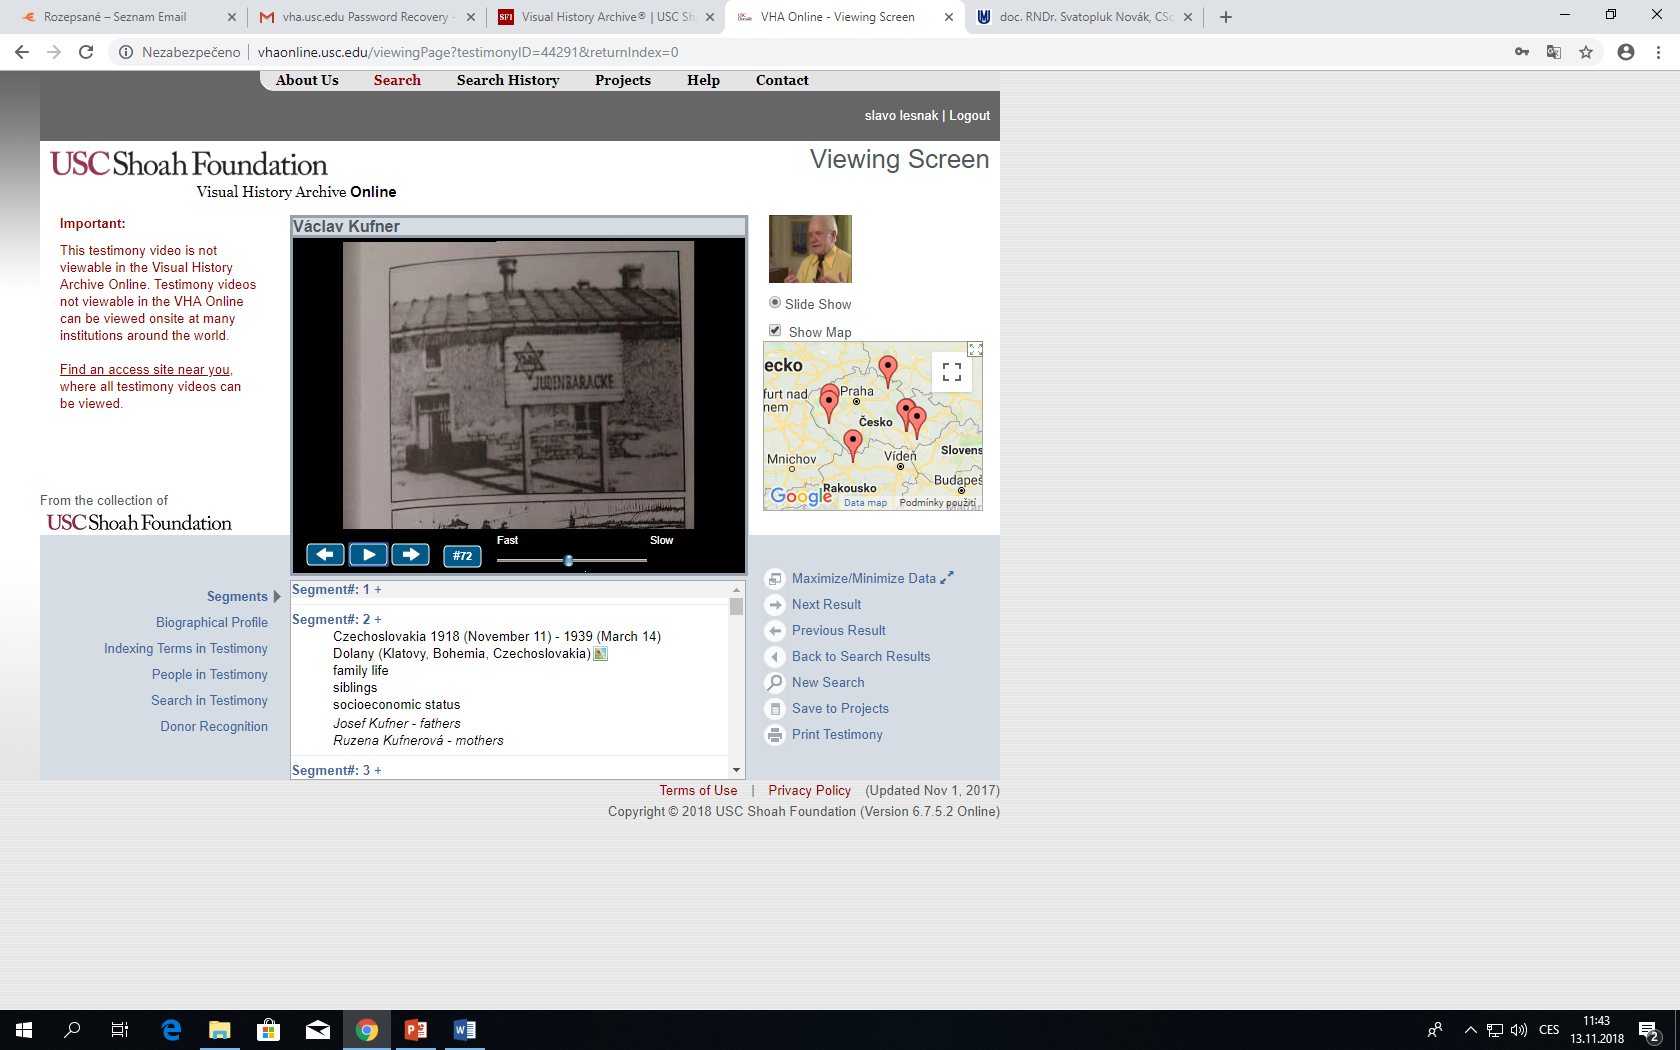 Rozepsané – Seznam Email
vha.usc.edu Password Recovery -
SFI Visual History Archive® | USC Sh
VHA Online - Viewing Screen
doc. RNDr. Svatopluk Novák, CSc
Nezabezpečeno | vhaonline.usc.edu/viewingPage?testimonyID=44291&returnIndex=0
About Us Search Search History Projects Help Contact
slavo lesnak | Logout
USC Shoah Foundation
Visual History Archive Online
Viewing Screen
Important:
This testimony video is not
viewable in the Visual History
Archive Online. Testimony videos
not viewable in the VHA Online
can be viewed onsite at many
institutions around the world.
Find an access site near you,
where all testimony videos can
be viewed.
From the collection of
USC Shoah Foundation
Václav Kufner
JUDENBARACKE
Fast Slow
#72
Slide Show
Show Map
ecko
furt nad
nem
Praha
Česko
Mnichov
Vídeň
Slovens
Budapeš
Rakousko
Maďar
Google Data map Podmínky použití
Segments
Biographical Profile
Indexing Terms in Testimony
People in Testimony
Search in Testimony
Donor Recognition
Segment#: 1 +
Segment#: 2 +
Czechoslovakia 1918 (November 11) - 1939 (March 14)
Dolany (Klatovy, Bohemia, Czechoslovakia)
family life
siblings
socioeconomic status
Josef Kufner - fathers
Ruzena Kufnerová - mothers
Segment#: 3 +
Maximize/Minimize Data
Next Result
Previous Result
Back to Search Results
New Search
Save to Projects
Print Testimony
Terms of Use | Privacy Policy (Updated Nov 1, 2017)
Copyright © 2018 USC Shoah Foundation (Version 6.7.5.2 Online)
CES
11:43
13.11.2018
2